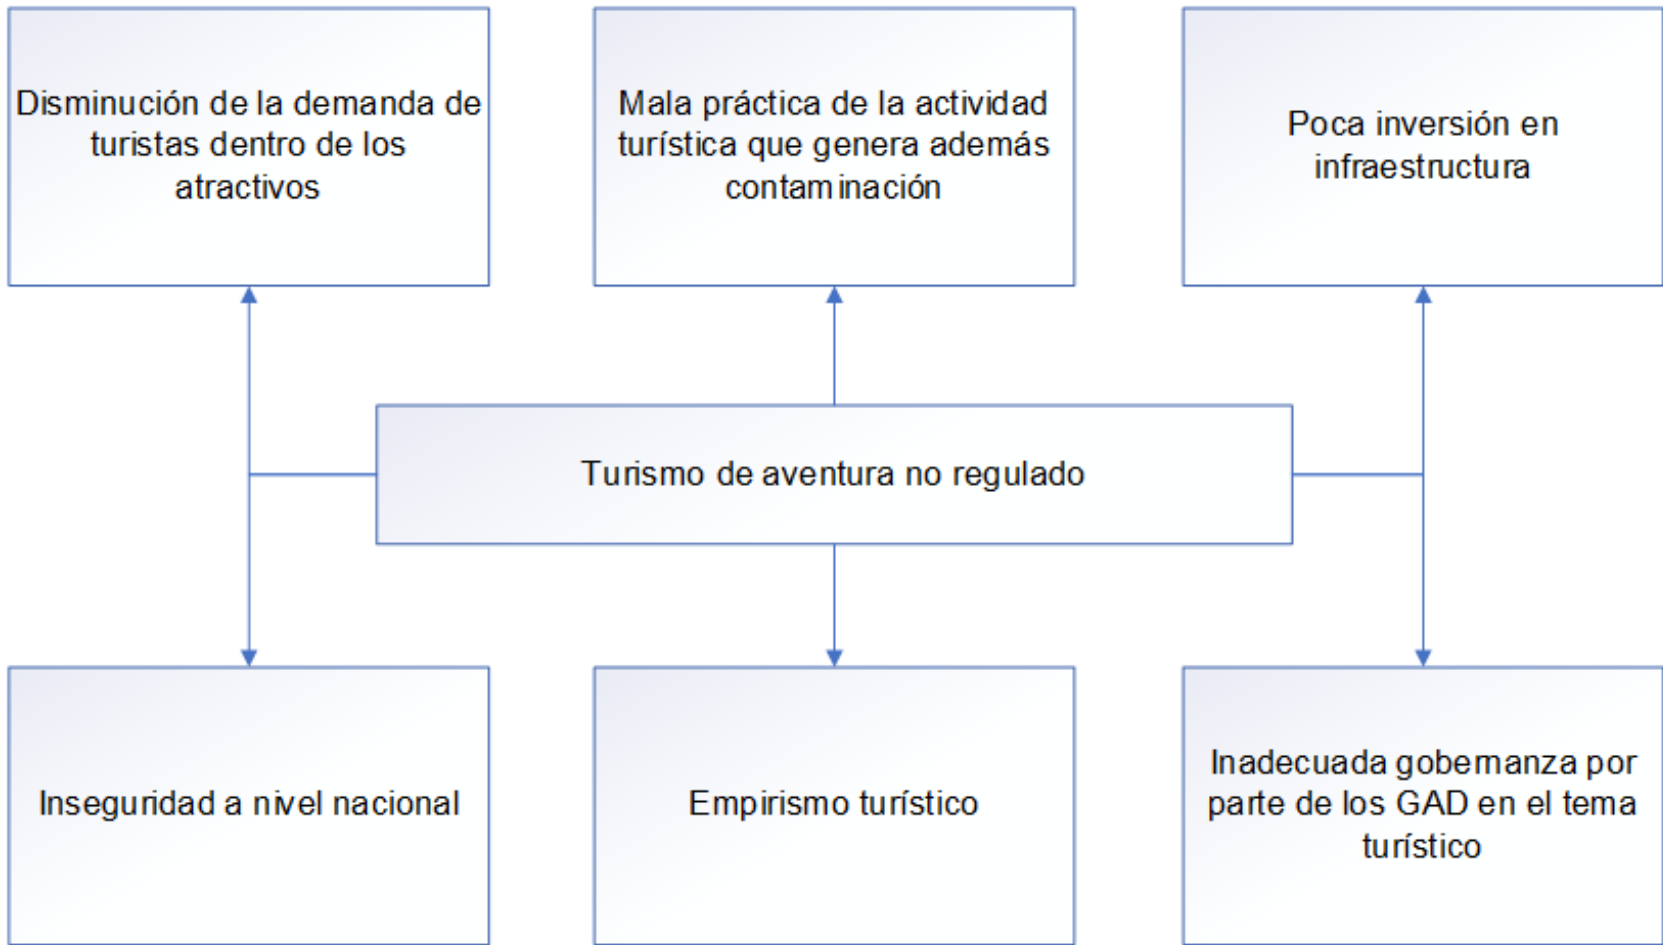 Disminución de la demanda de
turistas dentro de los
atractivos
Mala práctica de la actividad
turística que genera además
contaminación
Poca inversión en
infraestructura
Turismo de aventura no regulado
Inseguridad a nivel nacional
Empirismo turístico
Inadecuada gobernanza por
parte de los GAD en el tema
turístico